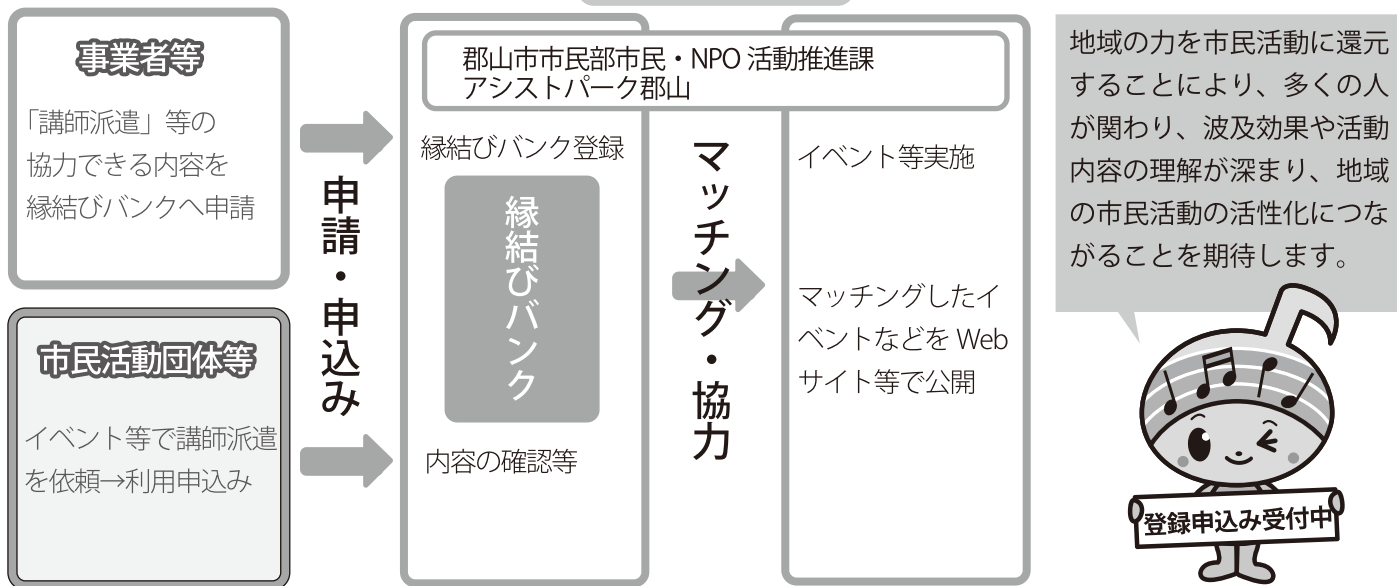 事業者等
「講師派遣」等の
協力できる内容を
縁結びバンクへ申請
市民活動団体等
イベント等で講師派遣
を依頼→利用申込み
申請・申込み
郡山市市民部市民・NPO 活動推進課
アシストパーク郡山
縁結びバンク登録
縁結びバンク
内容の確認等
マッチング・協力
イベント等実施
マッチングしたイ
ベントなどを Web
サイト等で公開
地域の力を市民活動に還元
することにより、多くの人
が関わり、波及効果や活動
内容の理解が深まり、地域
の市民活動の活性化につな
がることを期待します。
登録申込み受付中